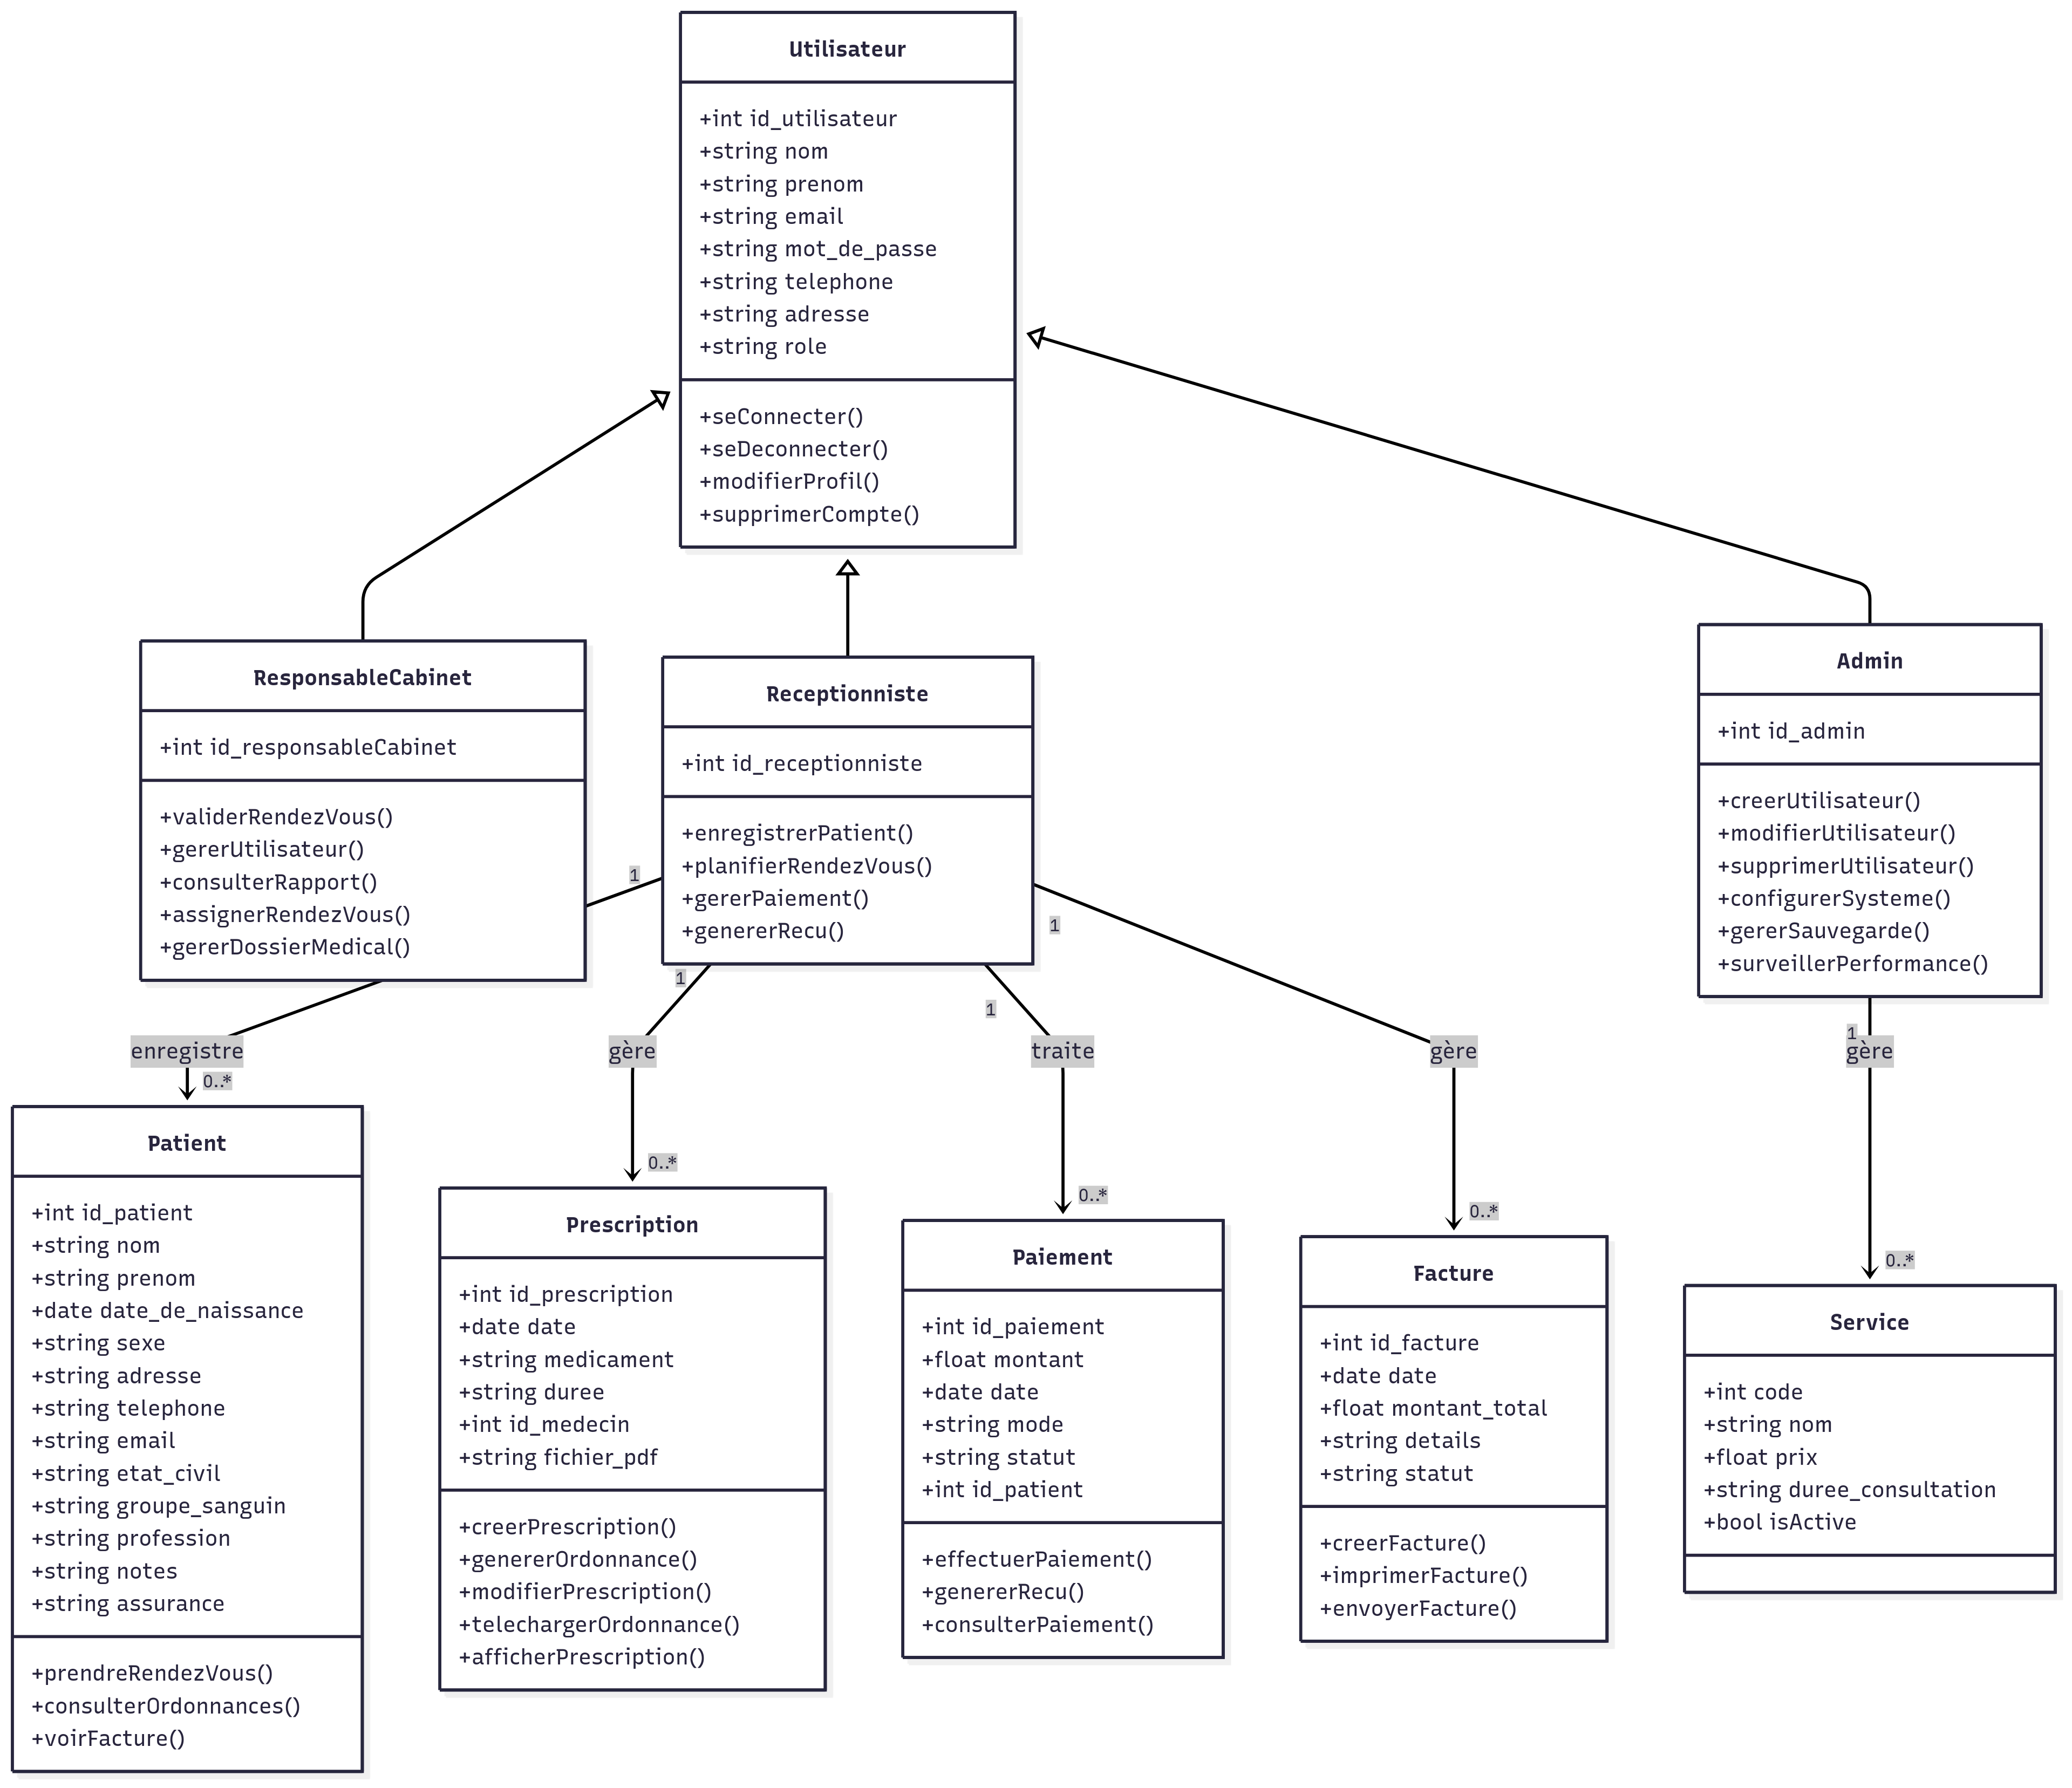 Utilisateur
+int id_utilisateur
+string nom
+string prenom
+string email
+string mot_de_passe
+string telephone
+string adresse
+string role
+seConnecter()
+seDeconnecter()
+modifierProfil()
+supprimerCompte()
ResponsableCabinet
+int id_responsableCabinet
+validerRendezVous()
+gererUtilisateur()
+consulterRapport()
+assignerRendezVous()
+gererDossierMedical()
Receptionniste
+int id_receptionniste
+enregistrerPatient()
+planifierRendezVous()
+gererPaiement()
+genererRecu()
Admin
+int id_admin
+creerUtilisateur()
+modifierUtilisateur()
+supprimerUtilisateur()
+configurerSysteme()
+gererSauvegarde()
+surveillerPerformance()
1
enregistre
0..*
1
gère
0..*
1
traite
0..*
1
gère
0..*
1
gère
0..*
Patient
+int id_patient
+string nom
+string prenom
+date date_de_naissance
+string sexe
+string adresse
+string telephone
+string email
+string etat_civil
+string groupe_sanguin
+string profession
+string notes
+string assurance
+prendreRendezVous()
+consulterOrdonnances()
+voirFacture()
Prescription
+int id_prescription
+date date
+string medicament
+string duree
+int id_medecin
+string fichier_pdf
+creerPrescription()
+genererOrdonnance()
+modifierPrescription()
+telechargerOrdonnance()
+afficherPrescription()
Paiement
+int id_paiement
+float montant
+date date
+string mode
+string statut
+int id_patient
+effectuerPaiement()
+genererRecu()
+consulterPaiement()
Facture
+int id_facture
+date date
+float montant_total
+string details
+string statut
+creerFacture()
+imprimerFacture()
+envoyerFacture()
Service
+int code
+string nom
+float prix
+string duree_consultation
+bool isActive